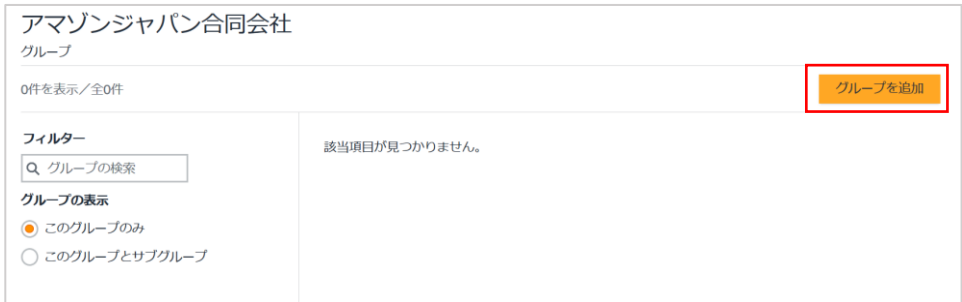 アマゾンジャパン合同会社
グループ
0件を表示／全0件
グループを追加
フィルター
グループの検索
グループの表示
このグループのみ
このグループとサブグループ
該当項目が見つかりません。